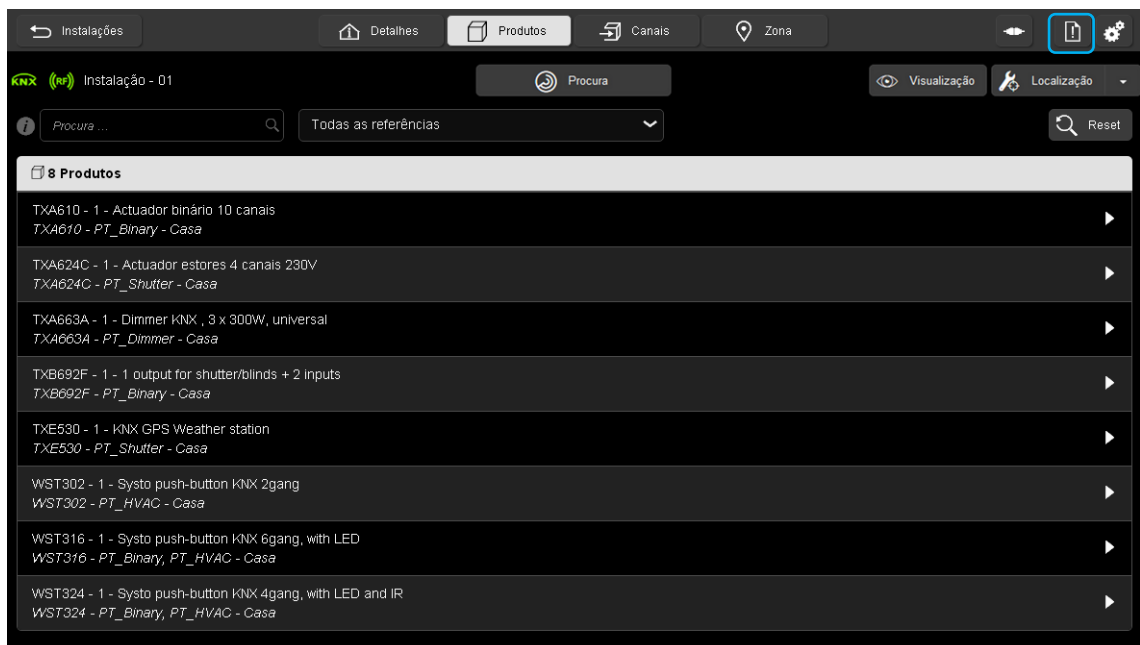 Instalações
Detalhes
Produtos
Canais
Zona
KNX ((RF)) Instalação - 01
Procura
Visualização
Localização
Procura ...
Todas as referências
Reset
8 Produtos
TXA610 - 1 - Actuador binário 10 canais
TXA610 - PT_Binary - Casa
TXA624C - 1 - Actuador estores 4 canais 230V
TXA624C - PT_Shutter - Casa
TXA663A - 1 - Dimmer KNX , 3 x 300W, universal
TXA663A - PT_Dimmer - Casa
TXB692F - 1 - 1 output for shutter/blinds + 2 inputs
TXB692F - PT_Binary - Casa
TXE530 - 1 - KNX GPS Weather station
TXE530 - PT_Shutter - Casa
WST302 - 1 - Systo push-button KNX 2gang
WST302 - PT_HVAC - Casa
WST316 - 1 - Systo push-button KNX 6gang, with LED
WST316 - PT_Binary, PT_HVAC - Casa
WST324 - 1 - Systo push-button KNX 4gang, with LED and IR
WST324 - PT_Binary, PT_HVAC - Casa